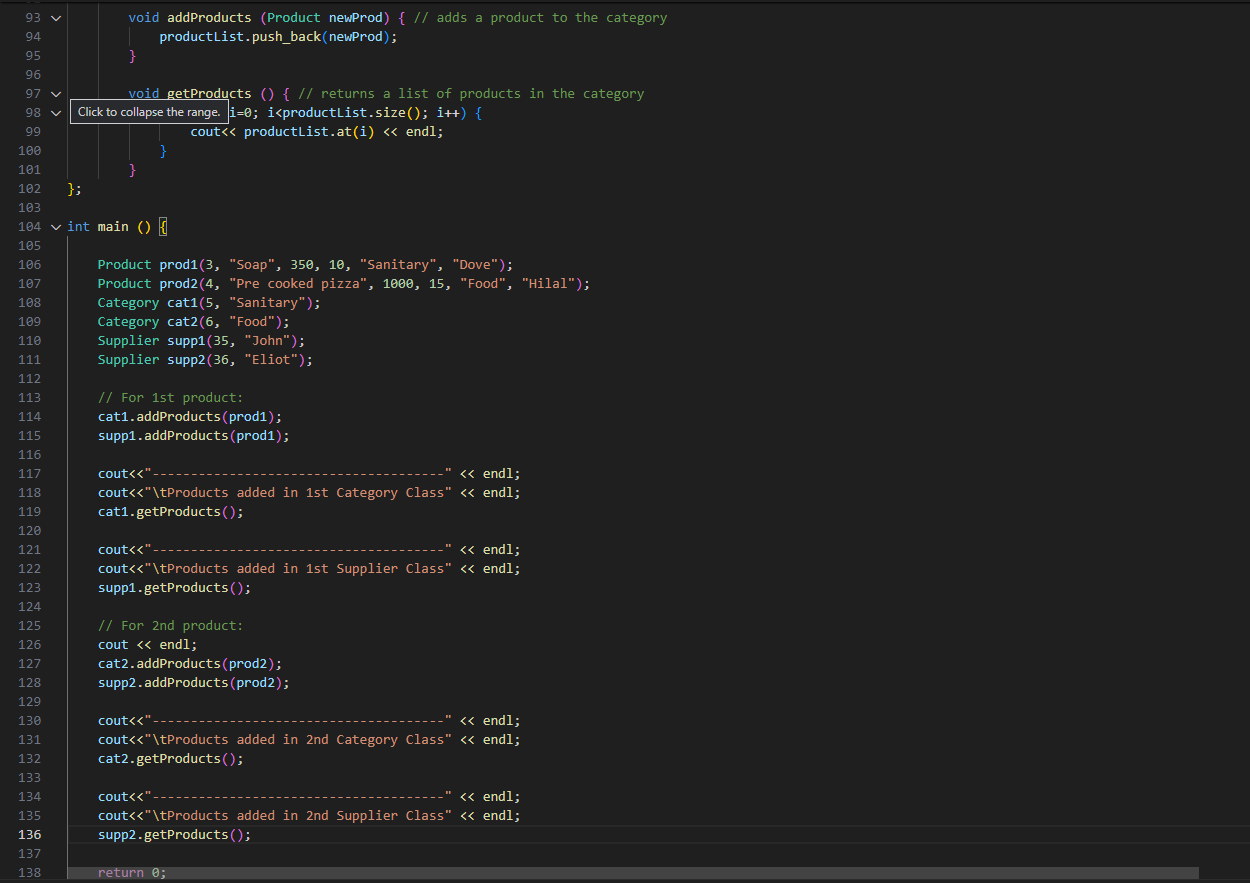 93 void addProducts (Product newProd) { // adds a product to the category
94 productList.push_back(newProd);
95 }
96
97 void getProducts () { // returns a list of products in the category
98 Click to collapse the range. i=0; i<productList.size(); i++) {
99 cout<< productList.at(i) << endl;
100 }
101 }
102 };
103
104 int main () {
105
106 Product prod1(3, "Soap", 350, 10, "Sanitary", "Dove");
107 Product prod2(4, "Pre cooked pizza", 1000, 15, "Food", "Hilal");
108 Category cat1(5, "Sanitary");
109 Category cat2(6, "Food");
110 Supplier supp1(35, "John");
111 Supplier supp2(36, "Eliot");
112
113 // For 1st product:
114 cat1.addProducts(prod1);
115 supp1.addProducts(prod1);
116
117 cout<<"--------------------------------------" << endl;
118 cout<<"\tProducts added in 1st Category Class" << endl;
119 cat1.getProducts();
120
121 cout<<"--------------------------------------" << endl;
122 cout<<"\tProducts added in 1st Supplier Class" << endl;
123 supp1.getProducts();
124
125 // For 2nd product:
126 cout << endl;
127 cat2.addProducts(prod2);
128 supp2.addProducts(prod2);
129
130 cout<<"--------------------------------------" << endl;
131 cout<<"\tProducts added in 2nd Category Class" << endl;
132 cat2.getProducts();
133
134 cout<<"--------------------------------------" << endl;
135 cout<<"\tProducts added in 2nd Supplier Class" << endl;
136 supp2.getProducts();
137
138 return 0;